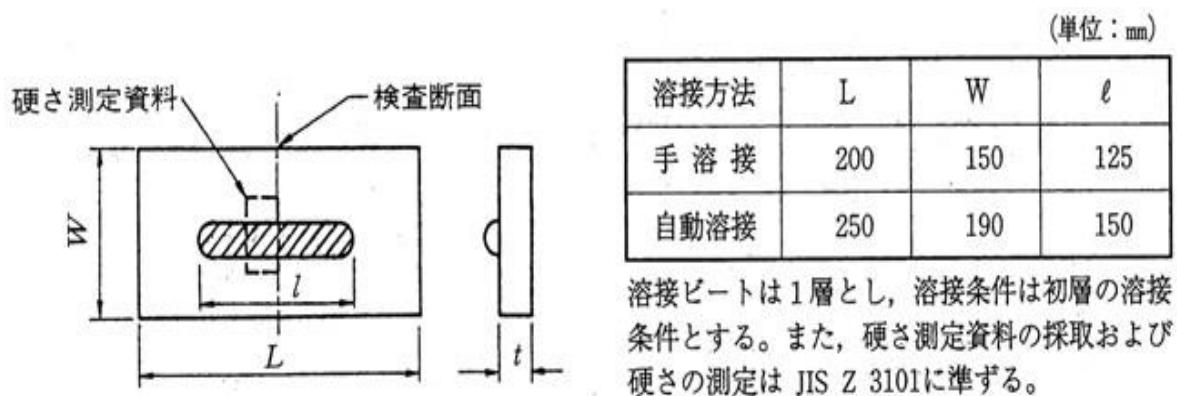 硬さ測定資料
検査断面
W
l
L
t
(単位:㎜)
溶接方法 L W ℓ
手溶接 200 150 125
自動溶接 250 190 150
溶接ビートは1層とし,溶接条件は初層の溶接
条件とする。また,硬さ測定資料の採取および
硬さの測定は JIS Z 3101に準ずる。